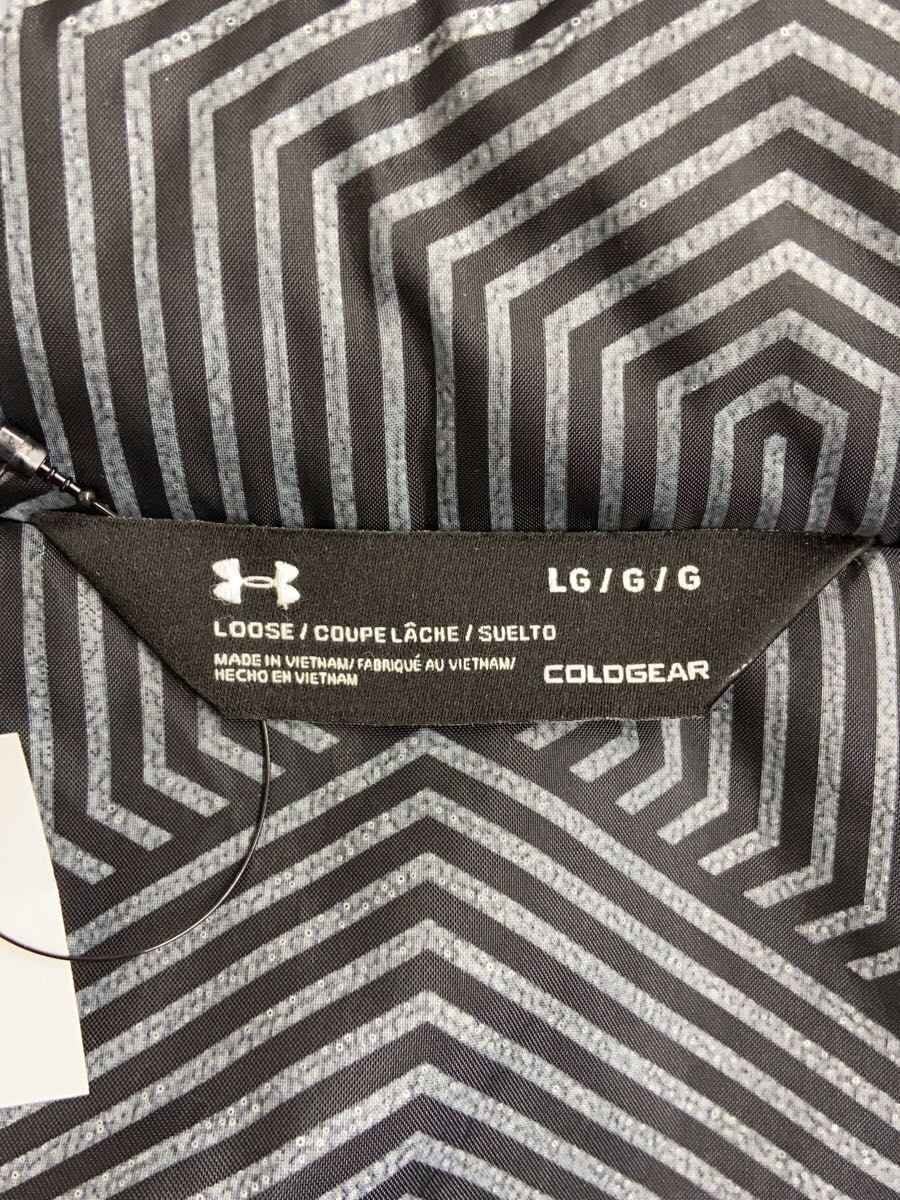 LG / G / G
LOOSE / COUPE LÂCHE / SUELTO
MADE IN VIETNAM/ FABRIQUÉ AU VIETNAM/
HECHO EN VIETNAM
COLDGEAR